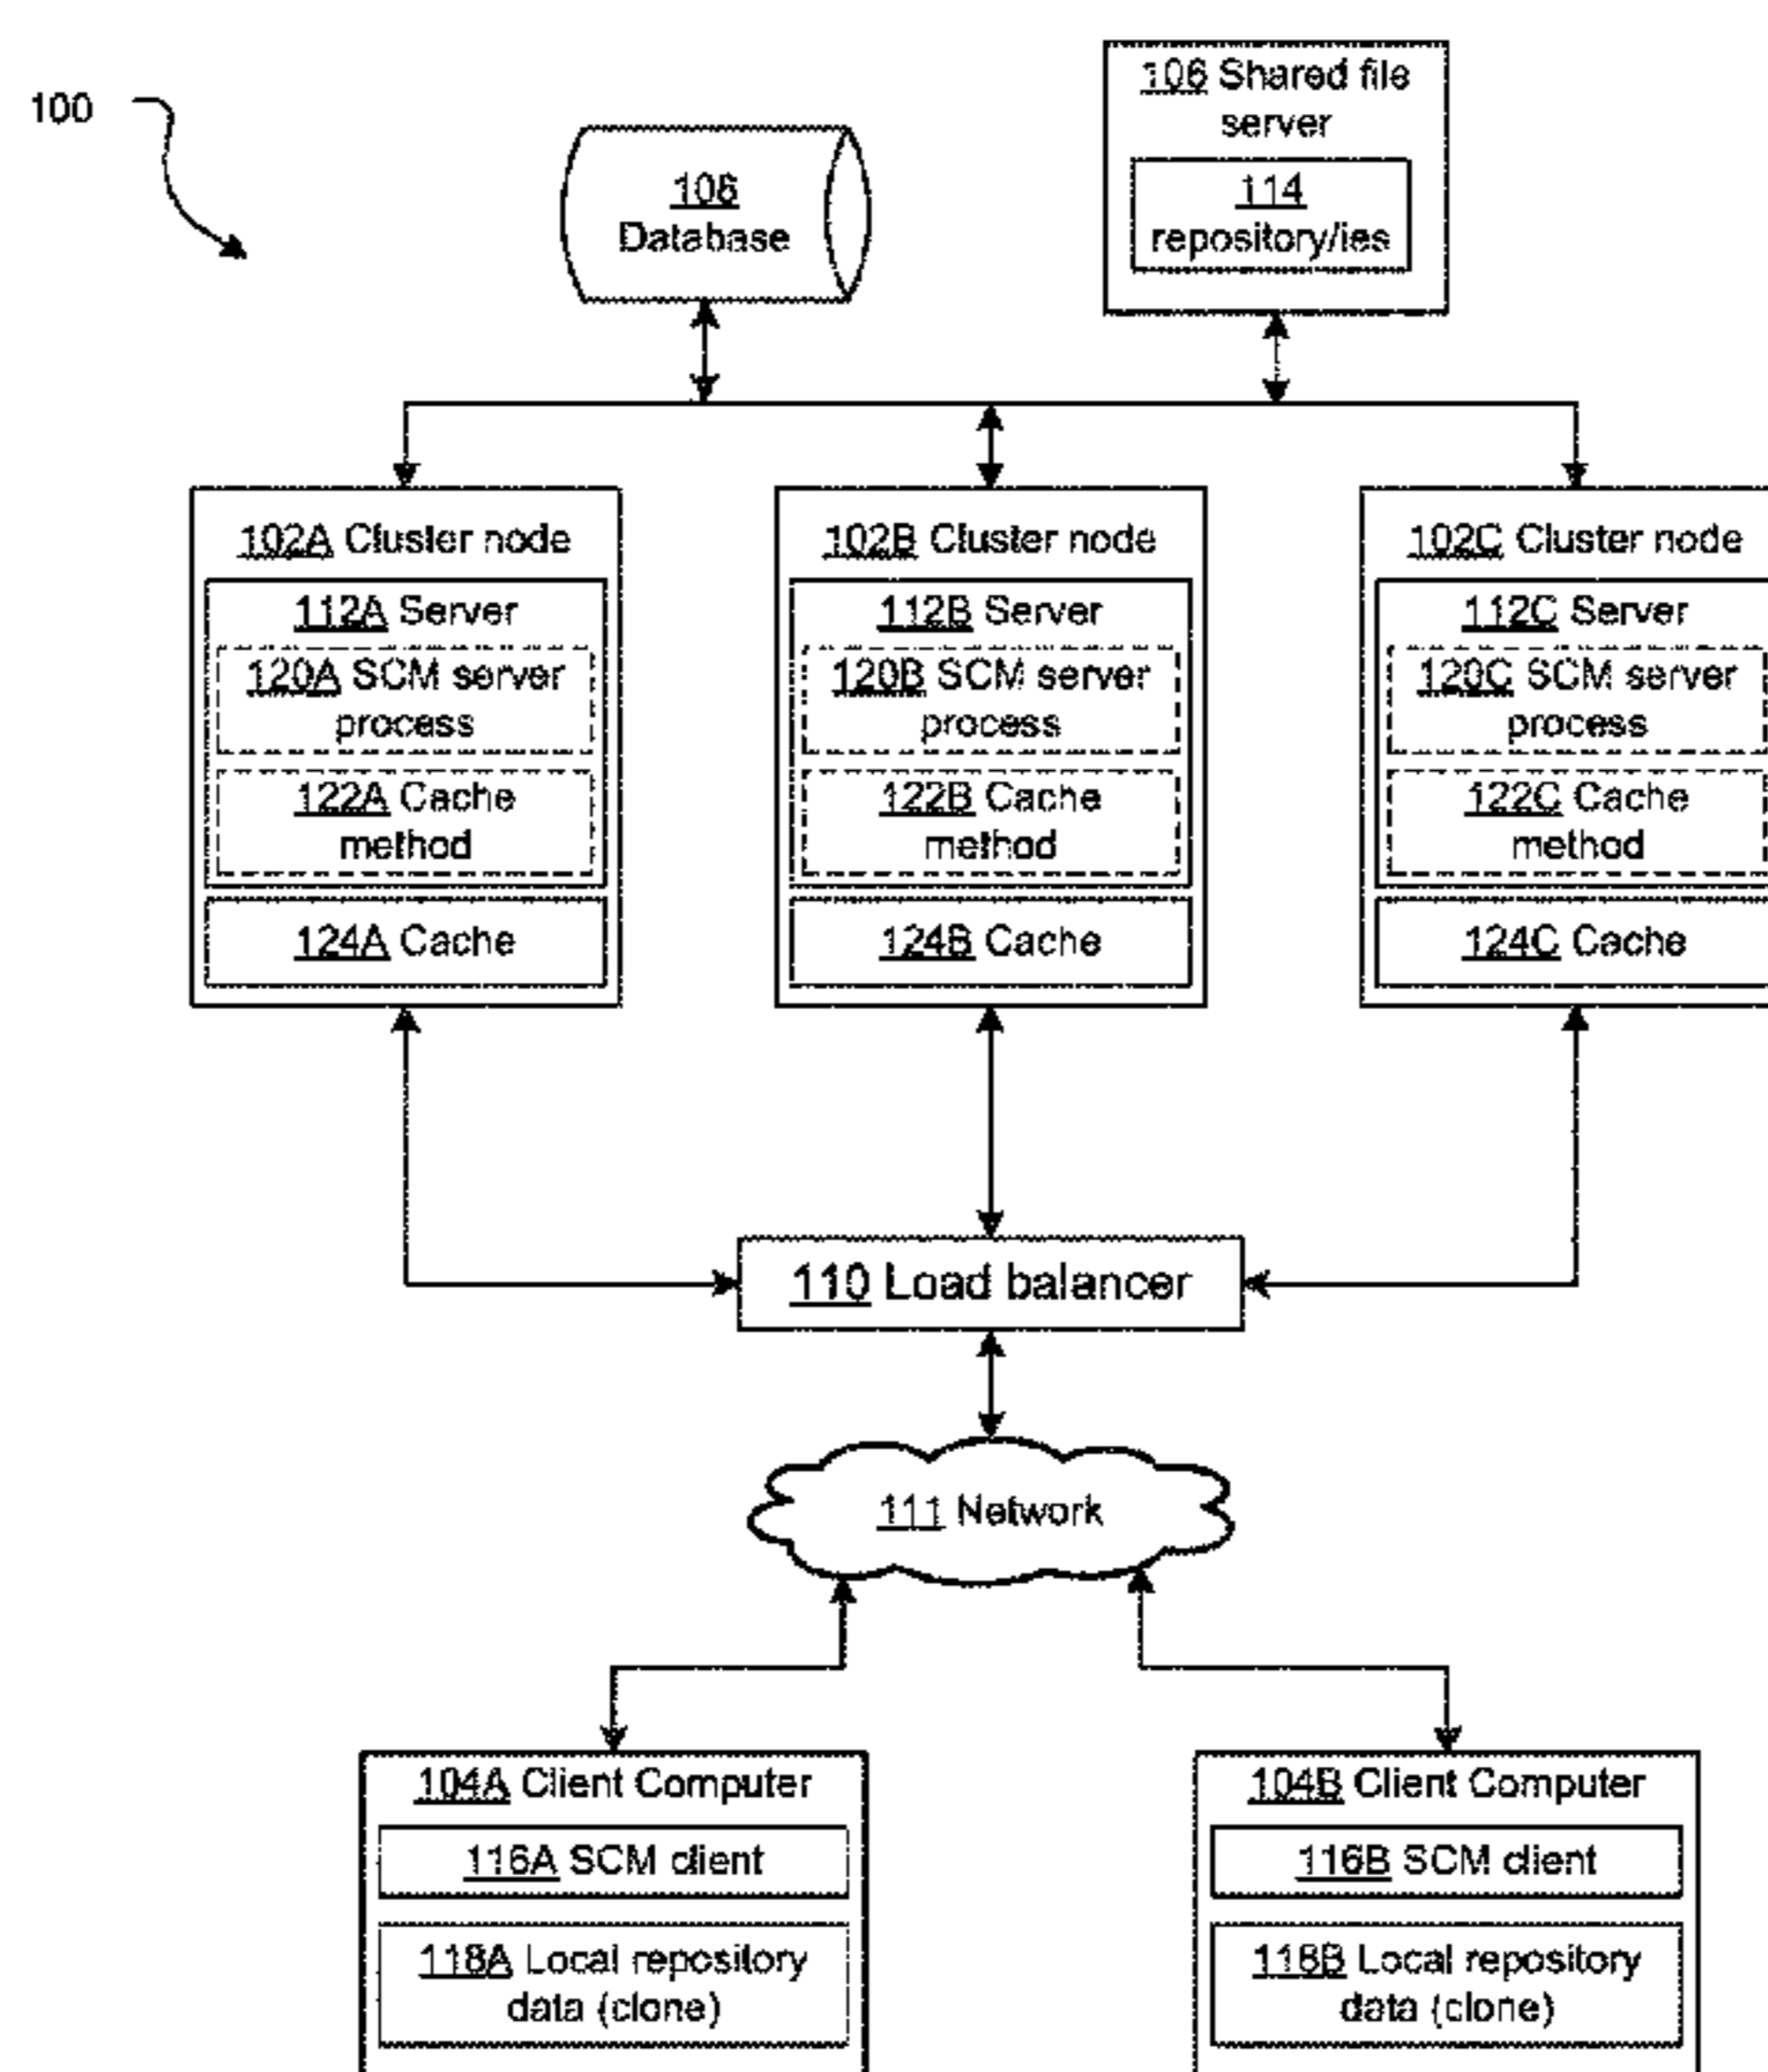 100
108
Database
106 Shared file
server
114
repository/ies
102A Cluster node
112A Server
120A SCM server
process
122A Cache
method
124A Cache
102B Cluster node
112B Server
120B SCM server
process
122B Cache
method
124B Cache
102C Cluster node
112C Server
120C SCM server
process
122C Cache
method
124C Cache
110 Load balancer
111 Network
104A Client Computer
116A SCM client
118A Local repository
data (clone)
104B Client Computer
116B SCM client
118B Local repository
data (clone)